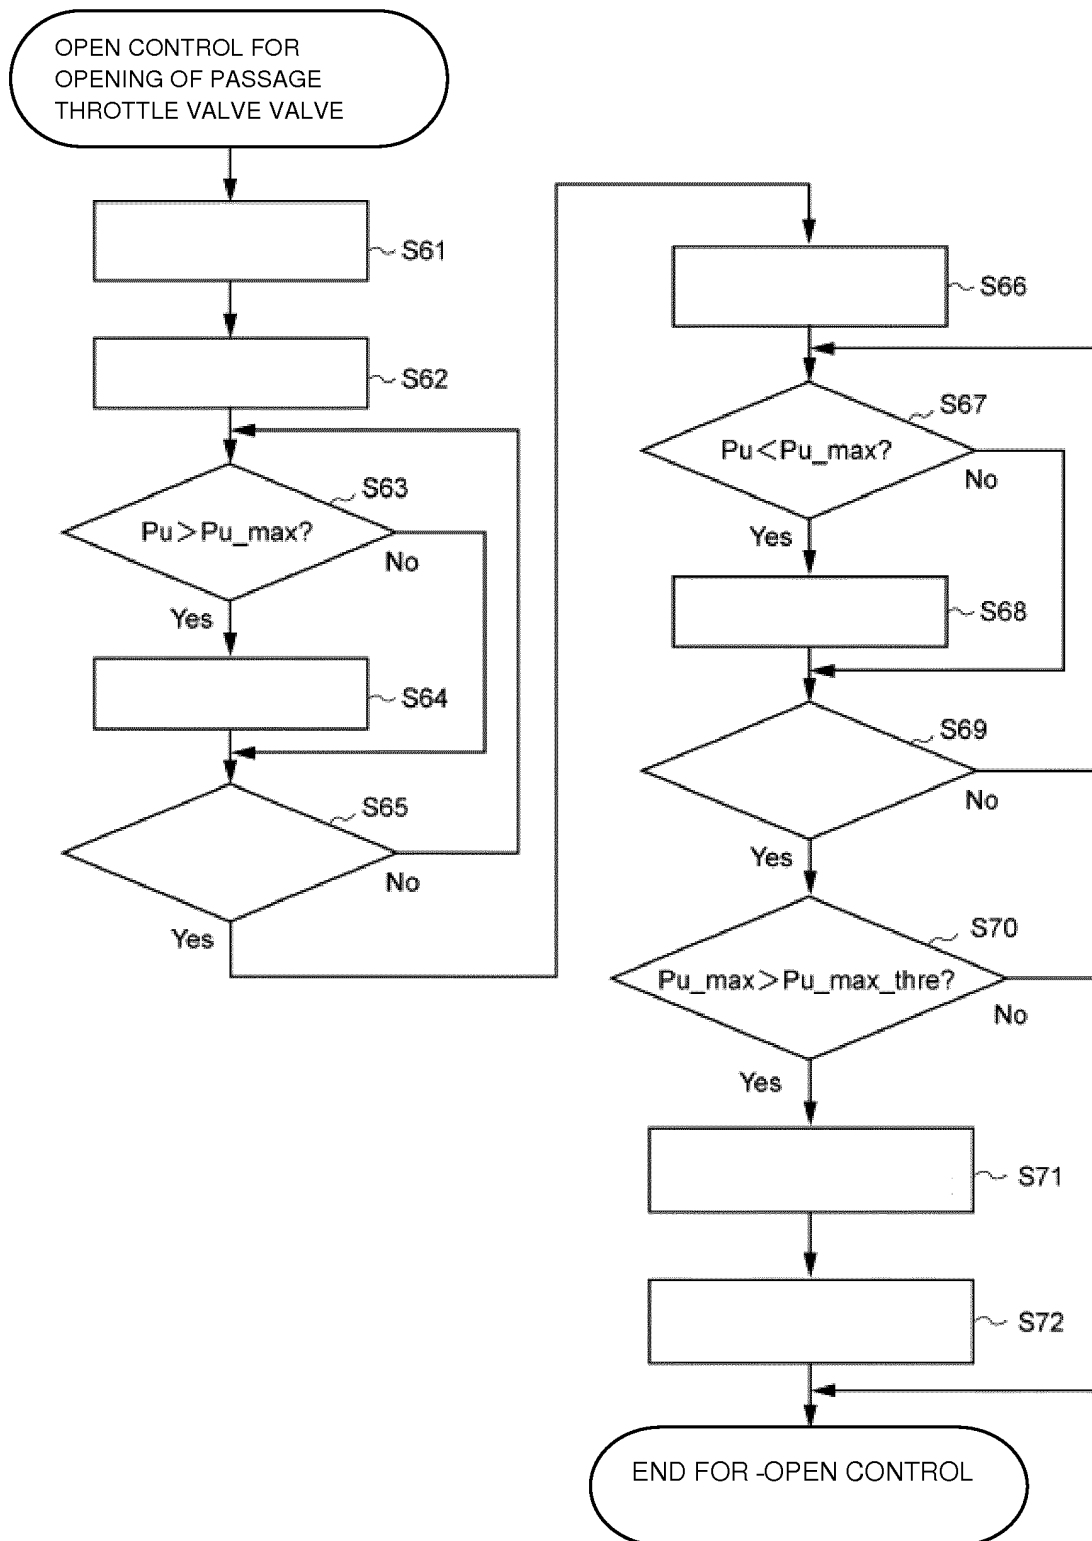 OPEN CONTROL FOR
OPENING OF PASSAGE
THROTTLE VALVE VALVE
S61
S62
S63
Pu>Pu_max?
No
Yes
S64
S65
No
Yes
S66
S67
Pu<Pu_max?
No
Yes
S68
S69
No
Yes
S70
Pu_max>Pu_max_thre?
No
Yes
S71
S72
END FOR -OPEN CONTROL